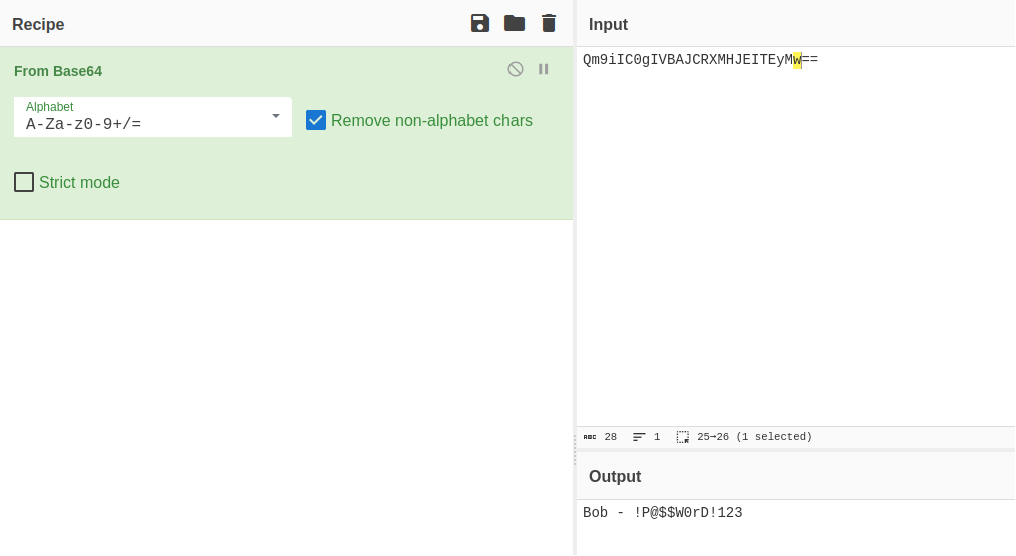 Recipe
From Base64
Alphabet
A-Za-z0-9+/=
Remove non-alphabet chars
Strict mode
Input
Qm9iIC0gIVBAJCRXMHJEITEyMw==
ABC 28 1 25→26 (1 selected)
Output
Bob - !P@$$W0rD!123